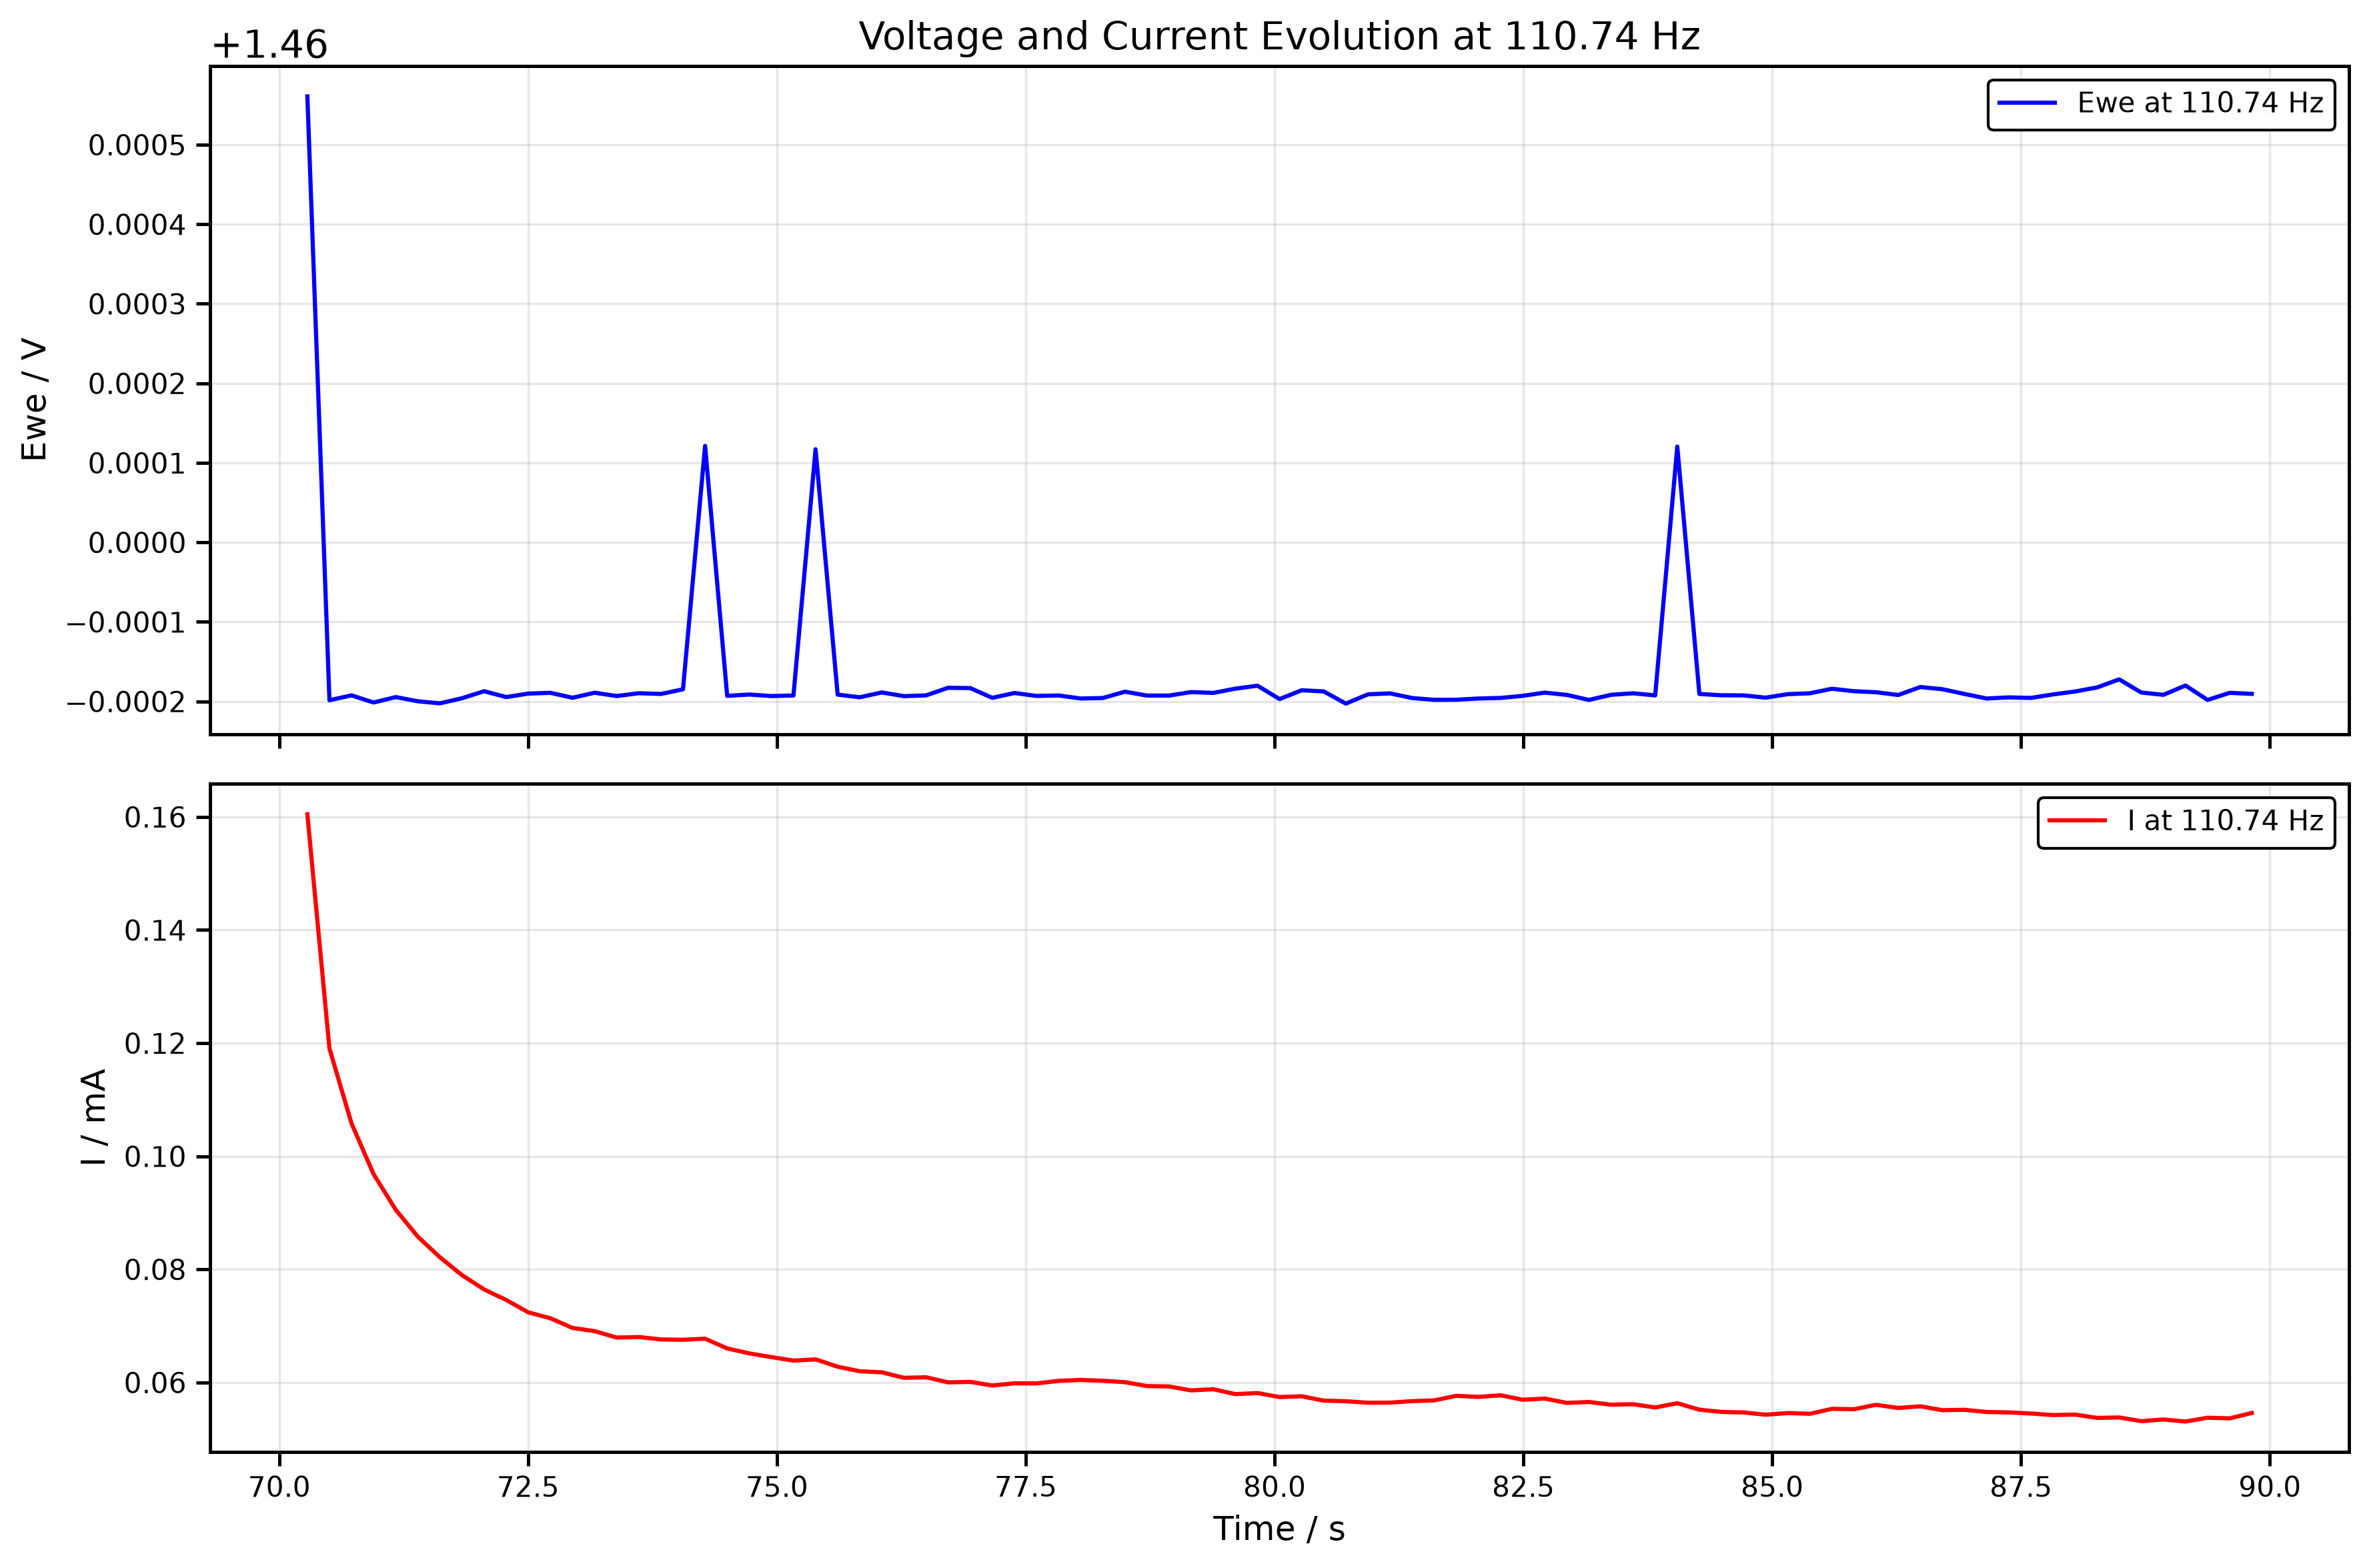 Voltage and Current Evolution at 110.74 Hz
+1.46
Ewe at 110.74 Hz
0.0005
0.0004
0.0003
0.0002
0.0001
0.0000
−0.0001
−0.0002
Ewe / V
I at 110.74 Hz
0.16
0.14
0.12
0.10
0.08
0.06
I / mA
70.0 72.5 75.0 77.5 80.0 82.5 85.0 87.5 90.0
Time / s